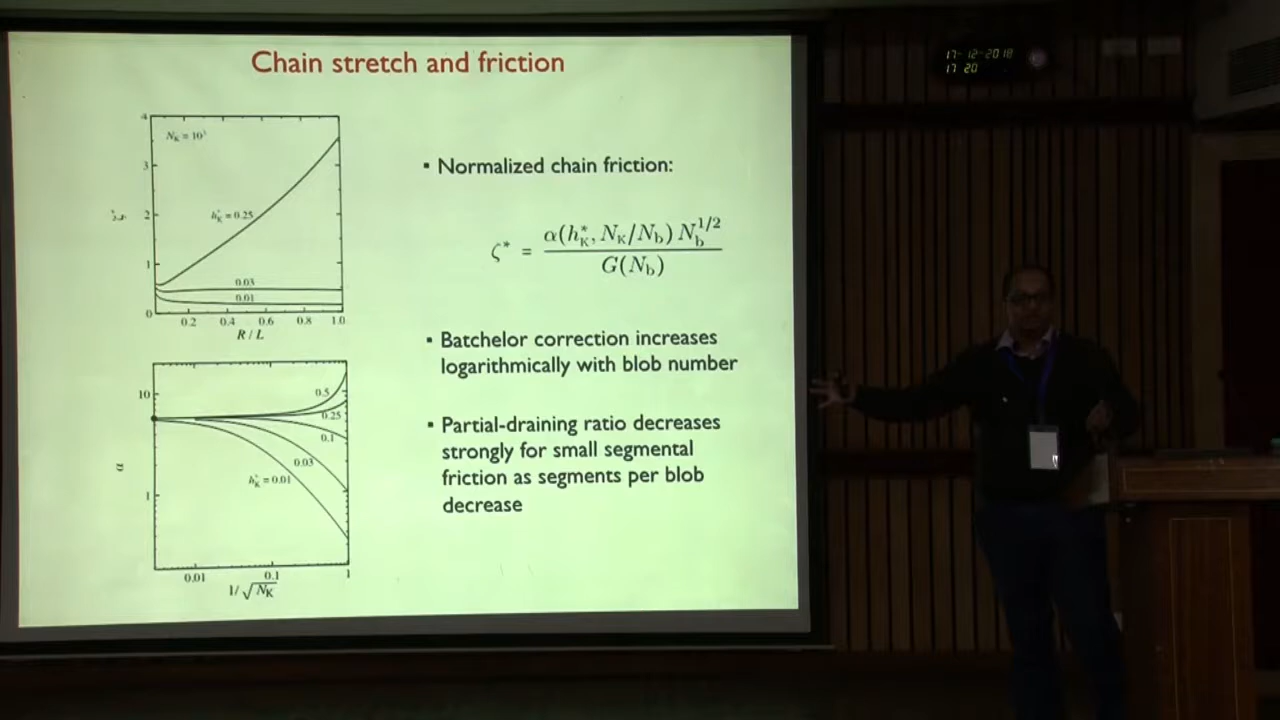 Chain stretch and friction
4
3
2
1
0
N_K = 10³
h*_K = 0.25
0.03
0.01
0.2 0.4 0.6 0.8 1.0
R / L
ζ*
▪ Normalized chain friction:
ζ* = α(h*_K, N_K/N_b) N_b^{1/2} / G(N_b)
▪ Batchelor correction increases
logarithmically with blob number
▪ Partial-draining ratio decreases
strongly for small segmental
friction as segments per blob
decrease
10
1
α
0.5
0.25
0.1
0.03
h*_K = 0.01
0.01 0.1 1
1/√N_K
17-12-2018
17 20